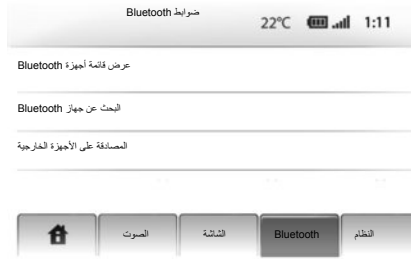 ضوابط Bluetooth
22°C 1:11
عرض قائمة أجهزة Bluetooth
البحث عن جهاز Bluetooth
المصادقة على الأجهزة الخارجية
الصوت الشاشة Bluetooth النظام